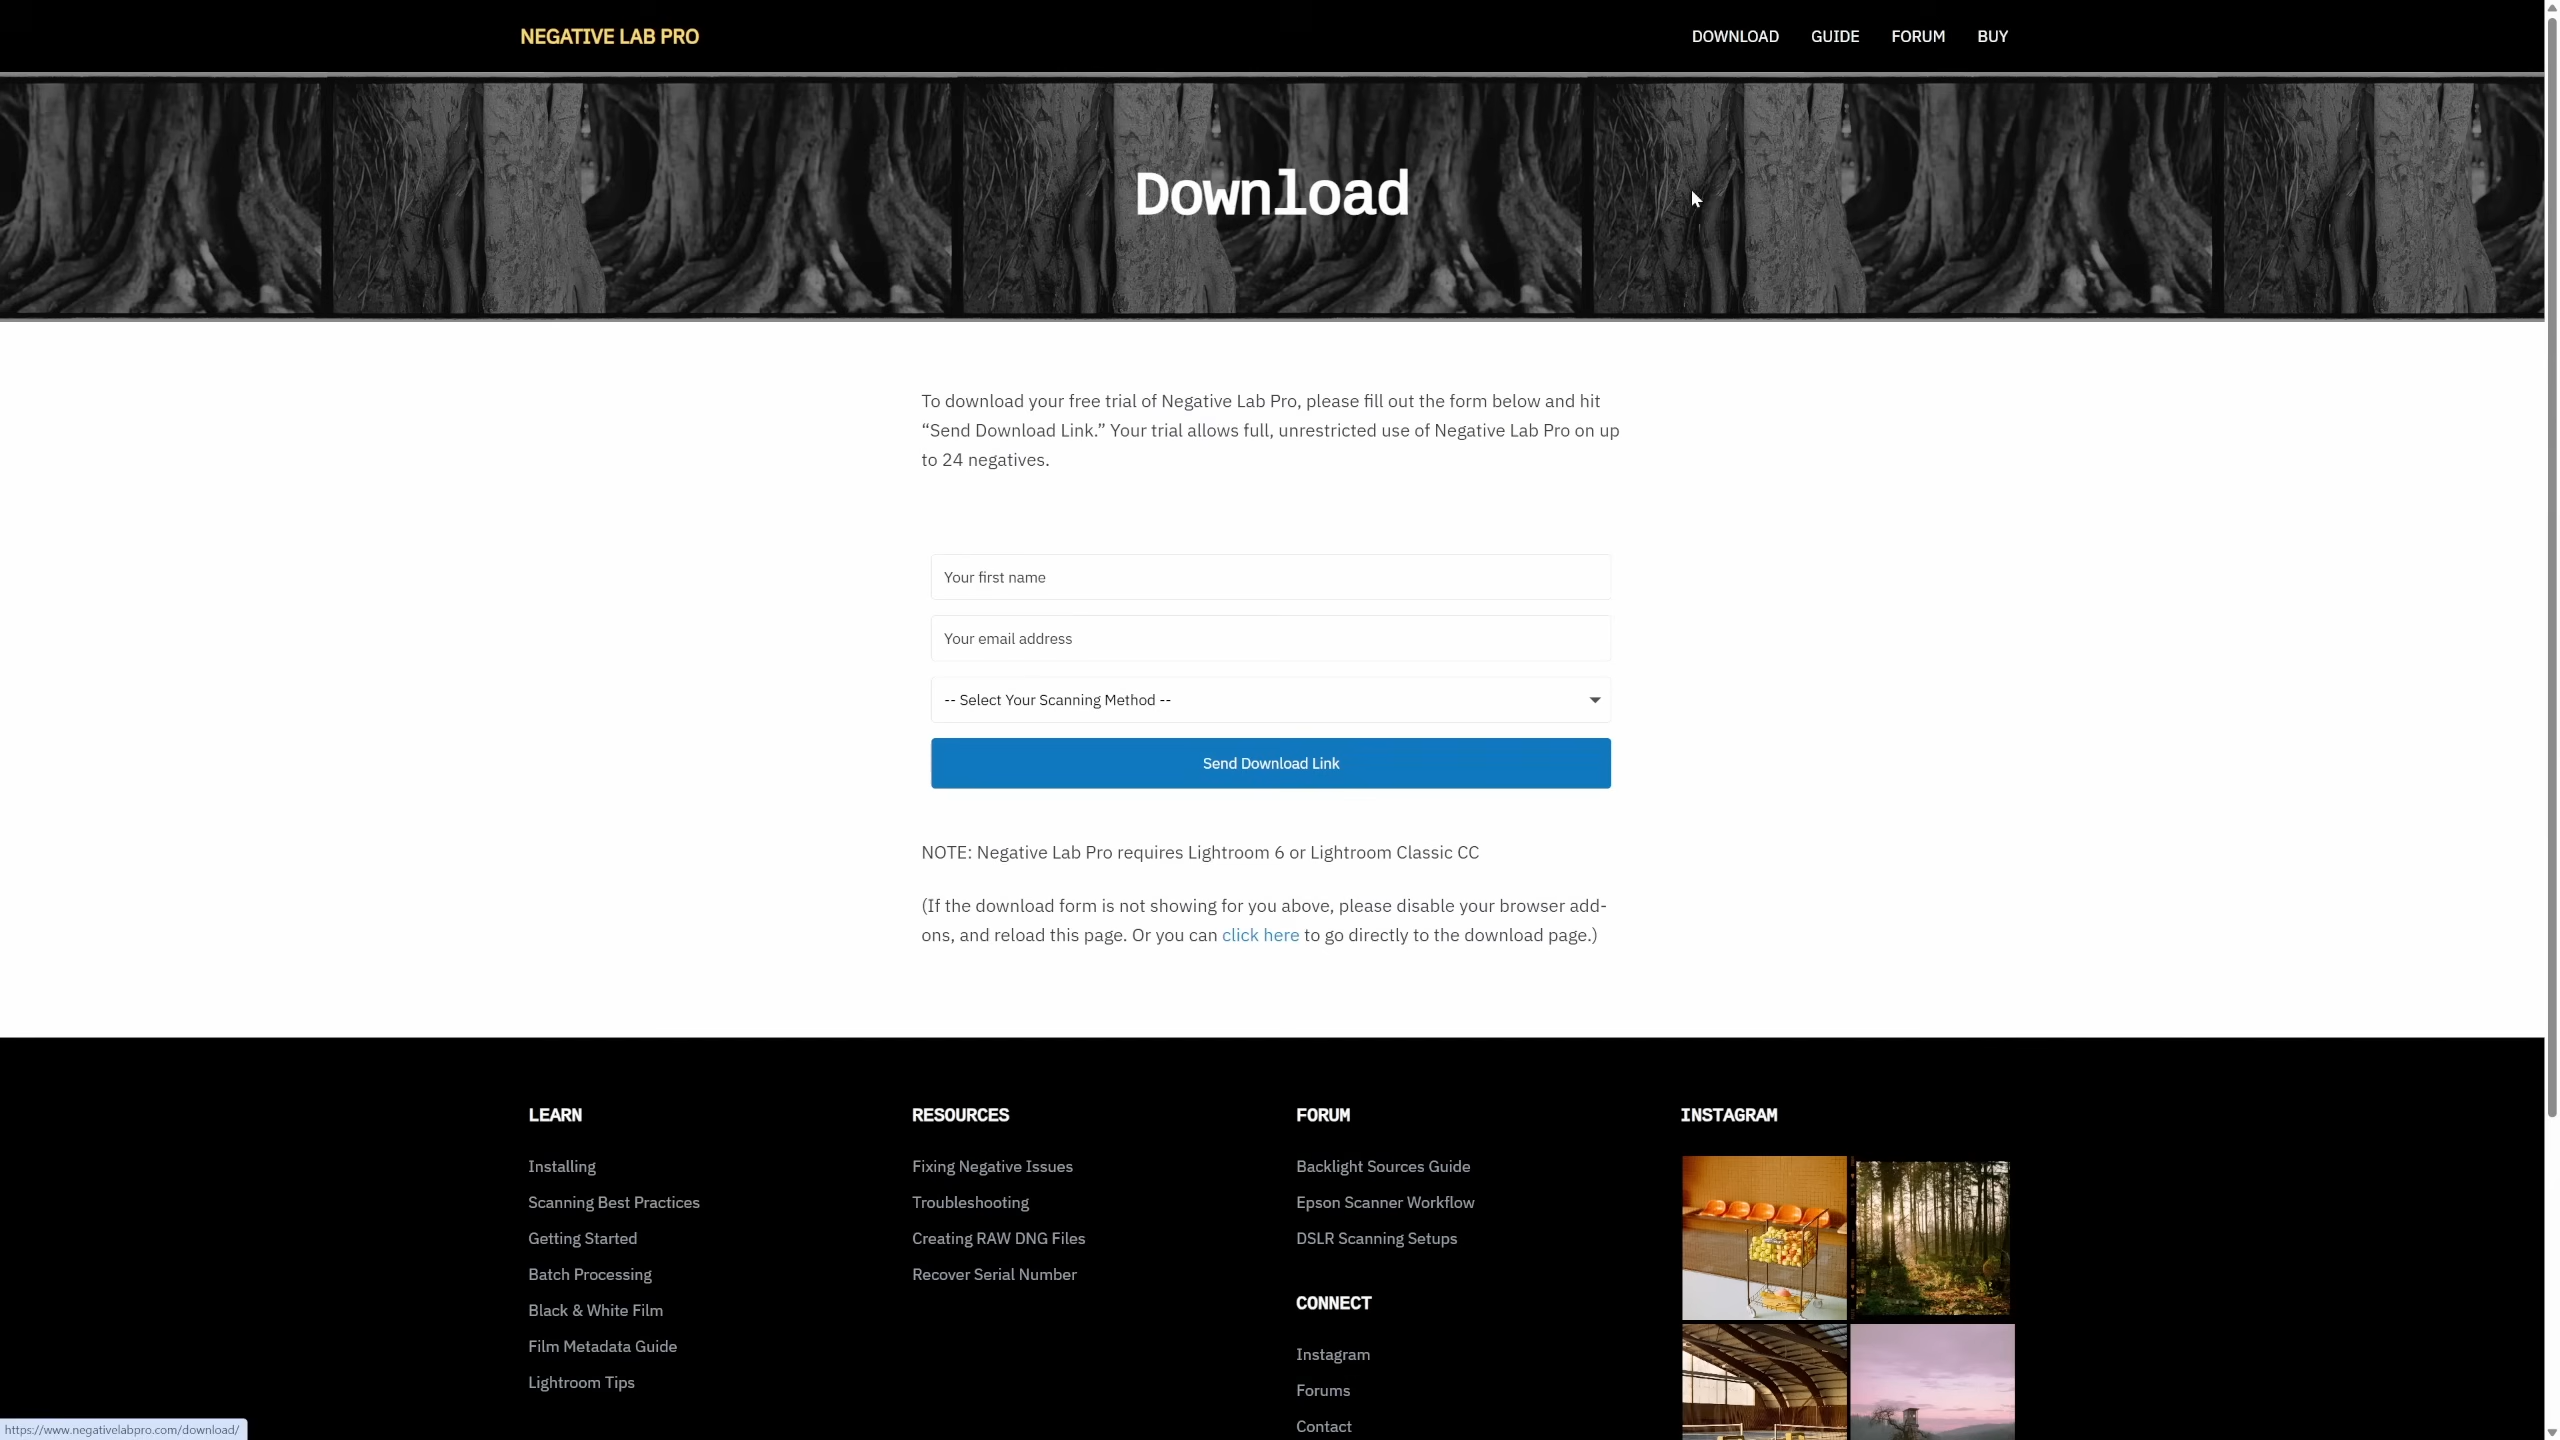 NEGATIVE LAB PRO
DOWNLOAD
GUIDE
FORUM
BUY
Download
To download your free trial of Negative Lab Pro, please fill out the form below and hit
“Send Download Link.” Your trial allows full, unrestricted use of Negative Lab Pro on up
to 24 negatives.
Your first name
Your email address
-- Select Your Scanning Method --
Send Download Link
NOTE: Negative Lab Pro requires Lightroom 6 or Lightroom Classic CC
(If the download form is not showing for you above, please disable your browser add-
ons, and reload this page. Or you can click here to go directly to the download page.)
LEARN
Installing
Scanning Best Practices
Getting Started
Batch Processing
Black & White Film
Film Metadata Guide
Lightroom Tips
RESOURCES
Fixing Negative Issues
Troubleshooting
Creating RAW DNG Files
Recover Serial Number
FORUM
Backlight Sources Guide
Epson Scanner Workflow
DSLR Scanning Setups
CONNECT
Instagram
Forums
Contact
INSTAGRAM
https://www.negativelabpro.com/download/